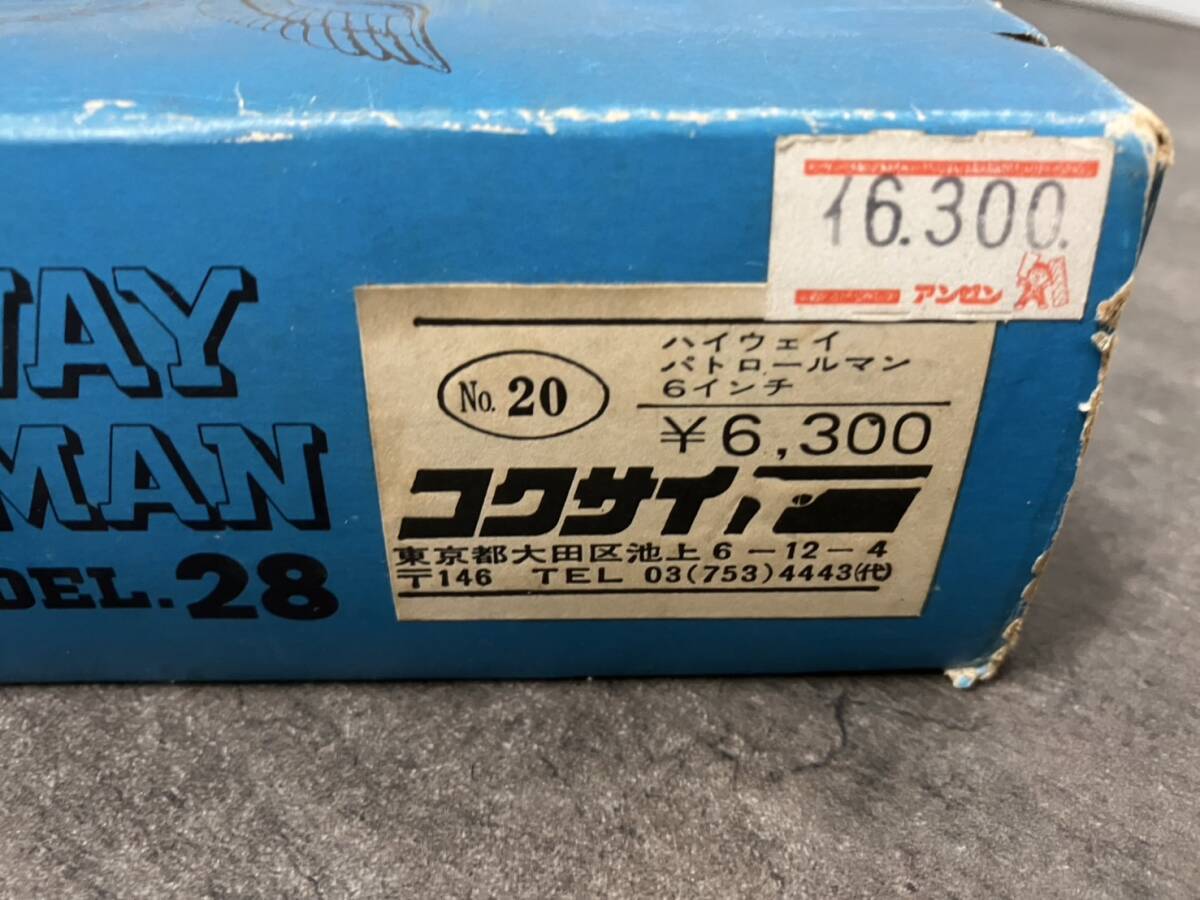 ¥6.300.
アンゼン
WAY
MAN
DEL.28
No. 20
ハイウェイ
パトロールマン
6インチ
¥6,300
コクサイ
東京都大田区池上6-12-4
〒146 TEL 03(753)4443(代)